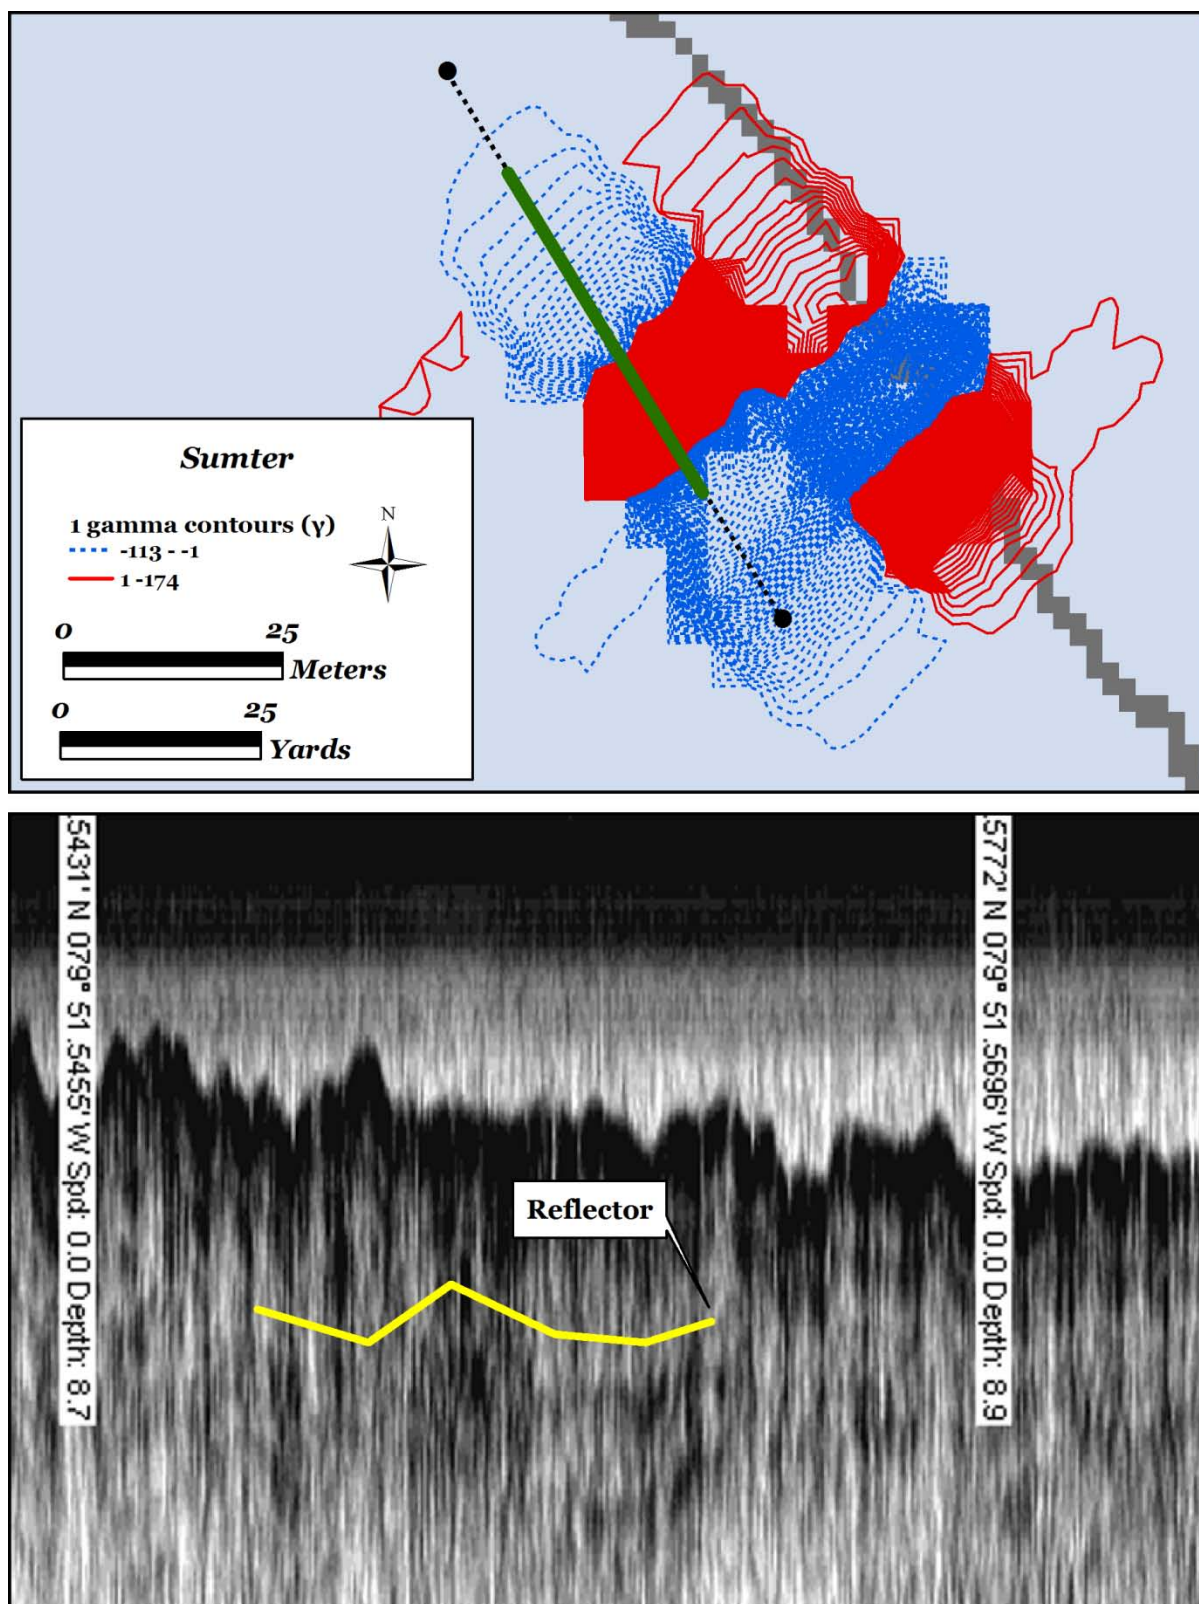 Sumter
N
1 gamma contours (γ)
-113 - -1
1 -174
0 25
Meters
0 25
Yards
.5431' N 079° 51.5455' W Spd: 0.0 Depth: 8.7
.5772' N 079° 51.5696' W Spd: 0.0 Depth: 8.9
Reflector